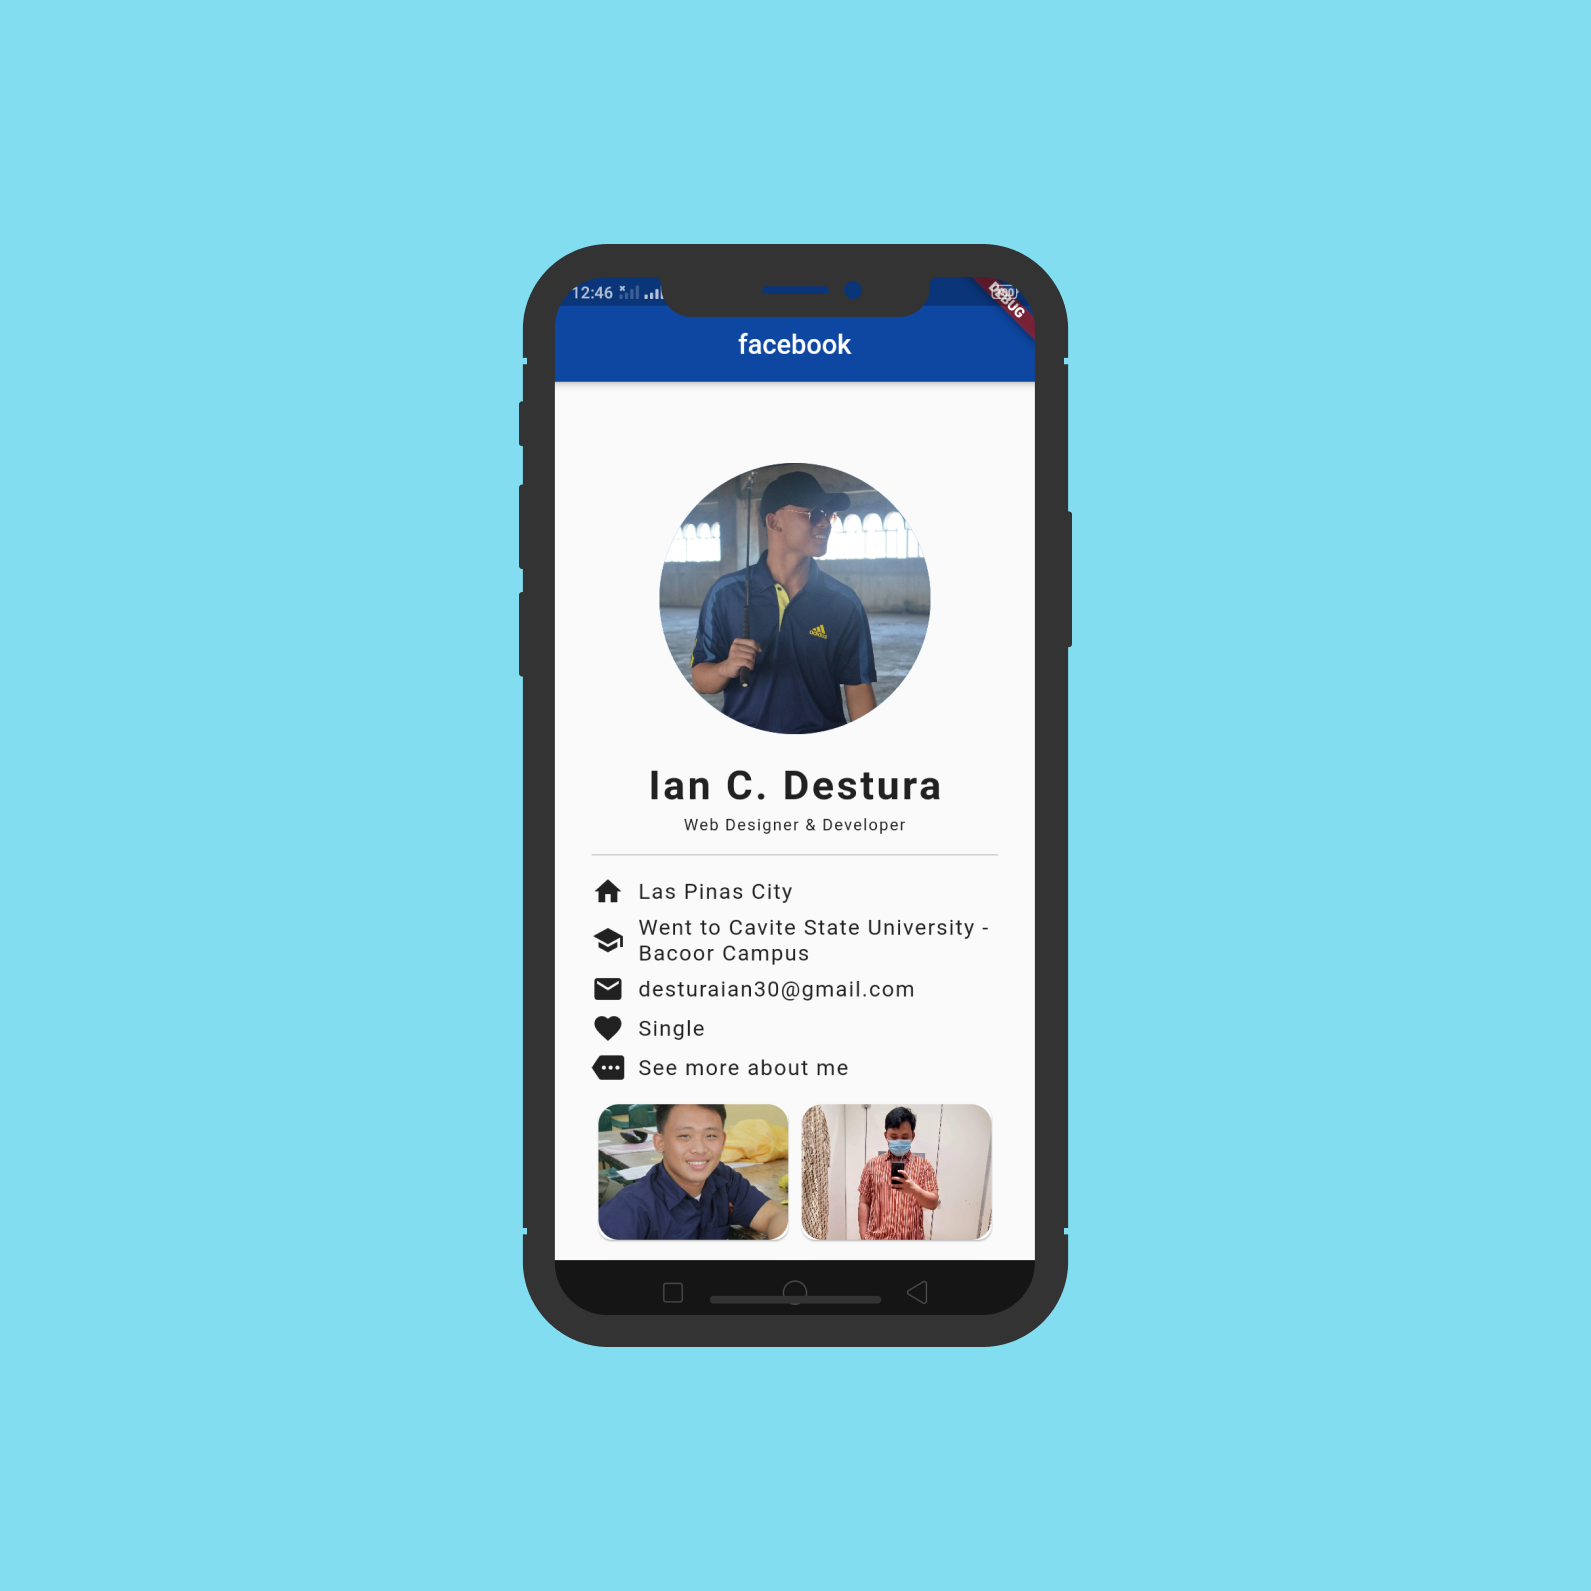 12:46
DEBUG
facebook
adidas
Ian C. Destura
Web Designer & Developer
Las Pinas City
Went to Cavite State University -
Bacoor Campus
desturaian30@gmail.com
Single
See more about me